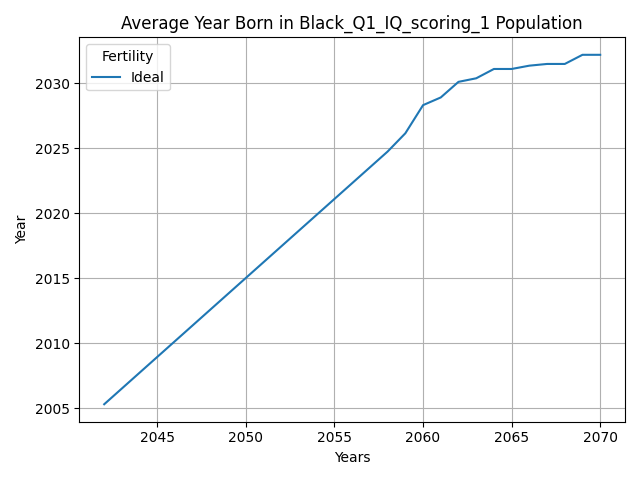 Average Year Born in Black_Q1_IQ_scoring_1 Population
Fertility
Ideal
Year
2030
2025
2020
2015
2010
2005
2045 2050 2055 2060 2065 2070
Years